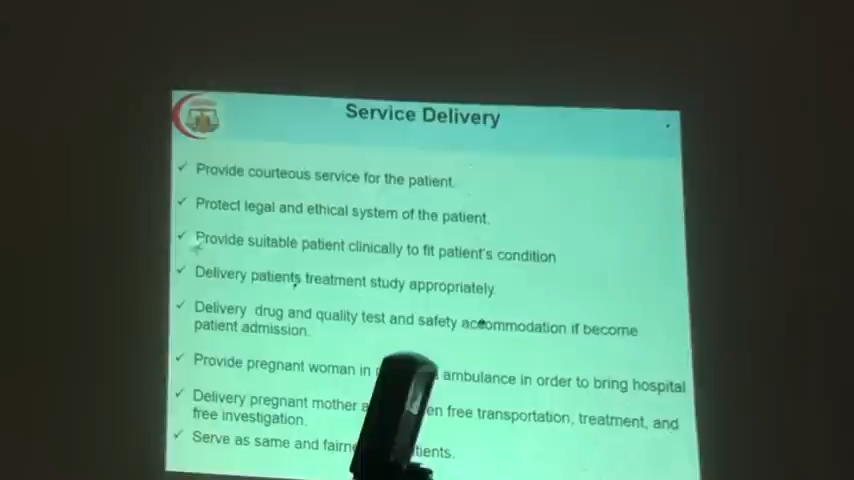 Service Delivery
✓ Provide courteous service for the patient.
✓ Protect legal and ethical system of the patient.
✓ Provide suitable patient clinically to fit patient's condition
✓ Delivery patients treatment study appropriately.
✓ Delivery drug and quality test and safety accommodation if become
patient admission.
✓ Provide pregnant woman in ambulance in order to bring hospital
✓ Delivery pregnant mother free transportation, treatment, and
free investigation.
✓ Serve as same and